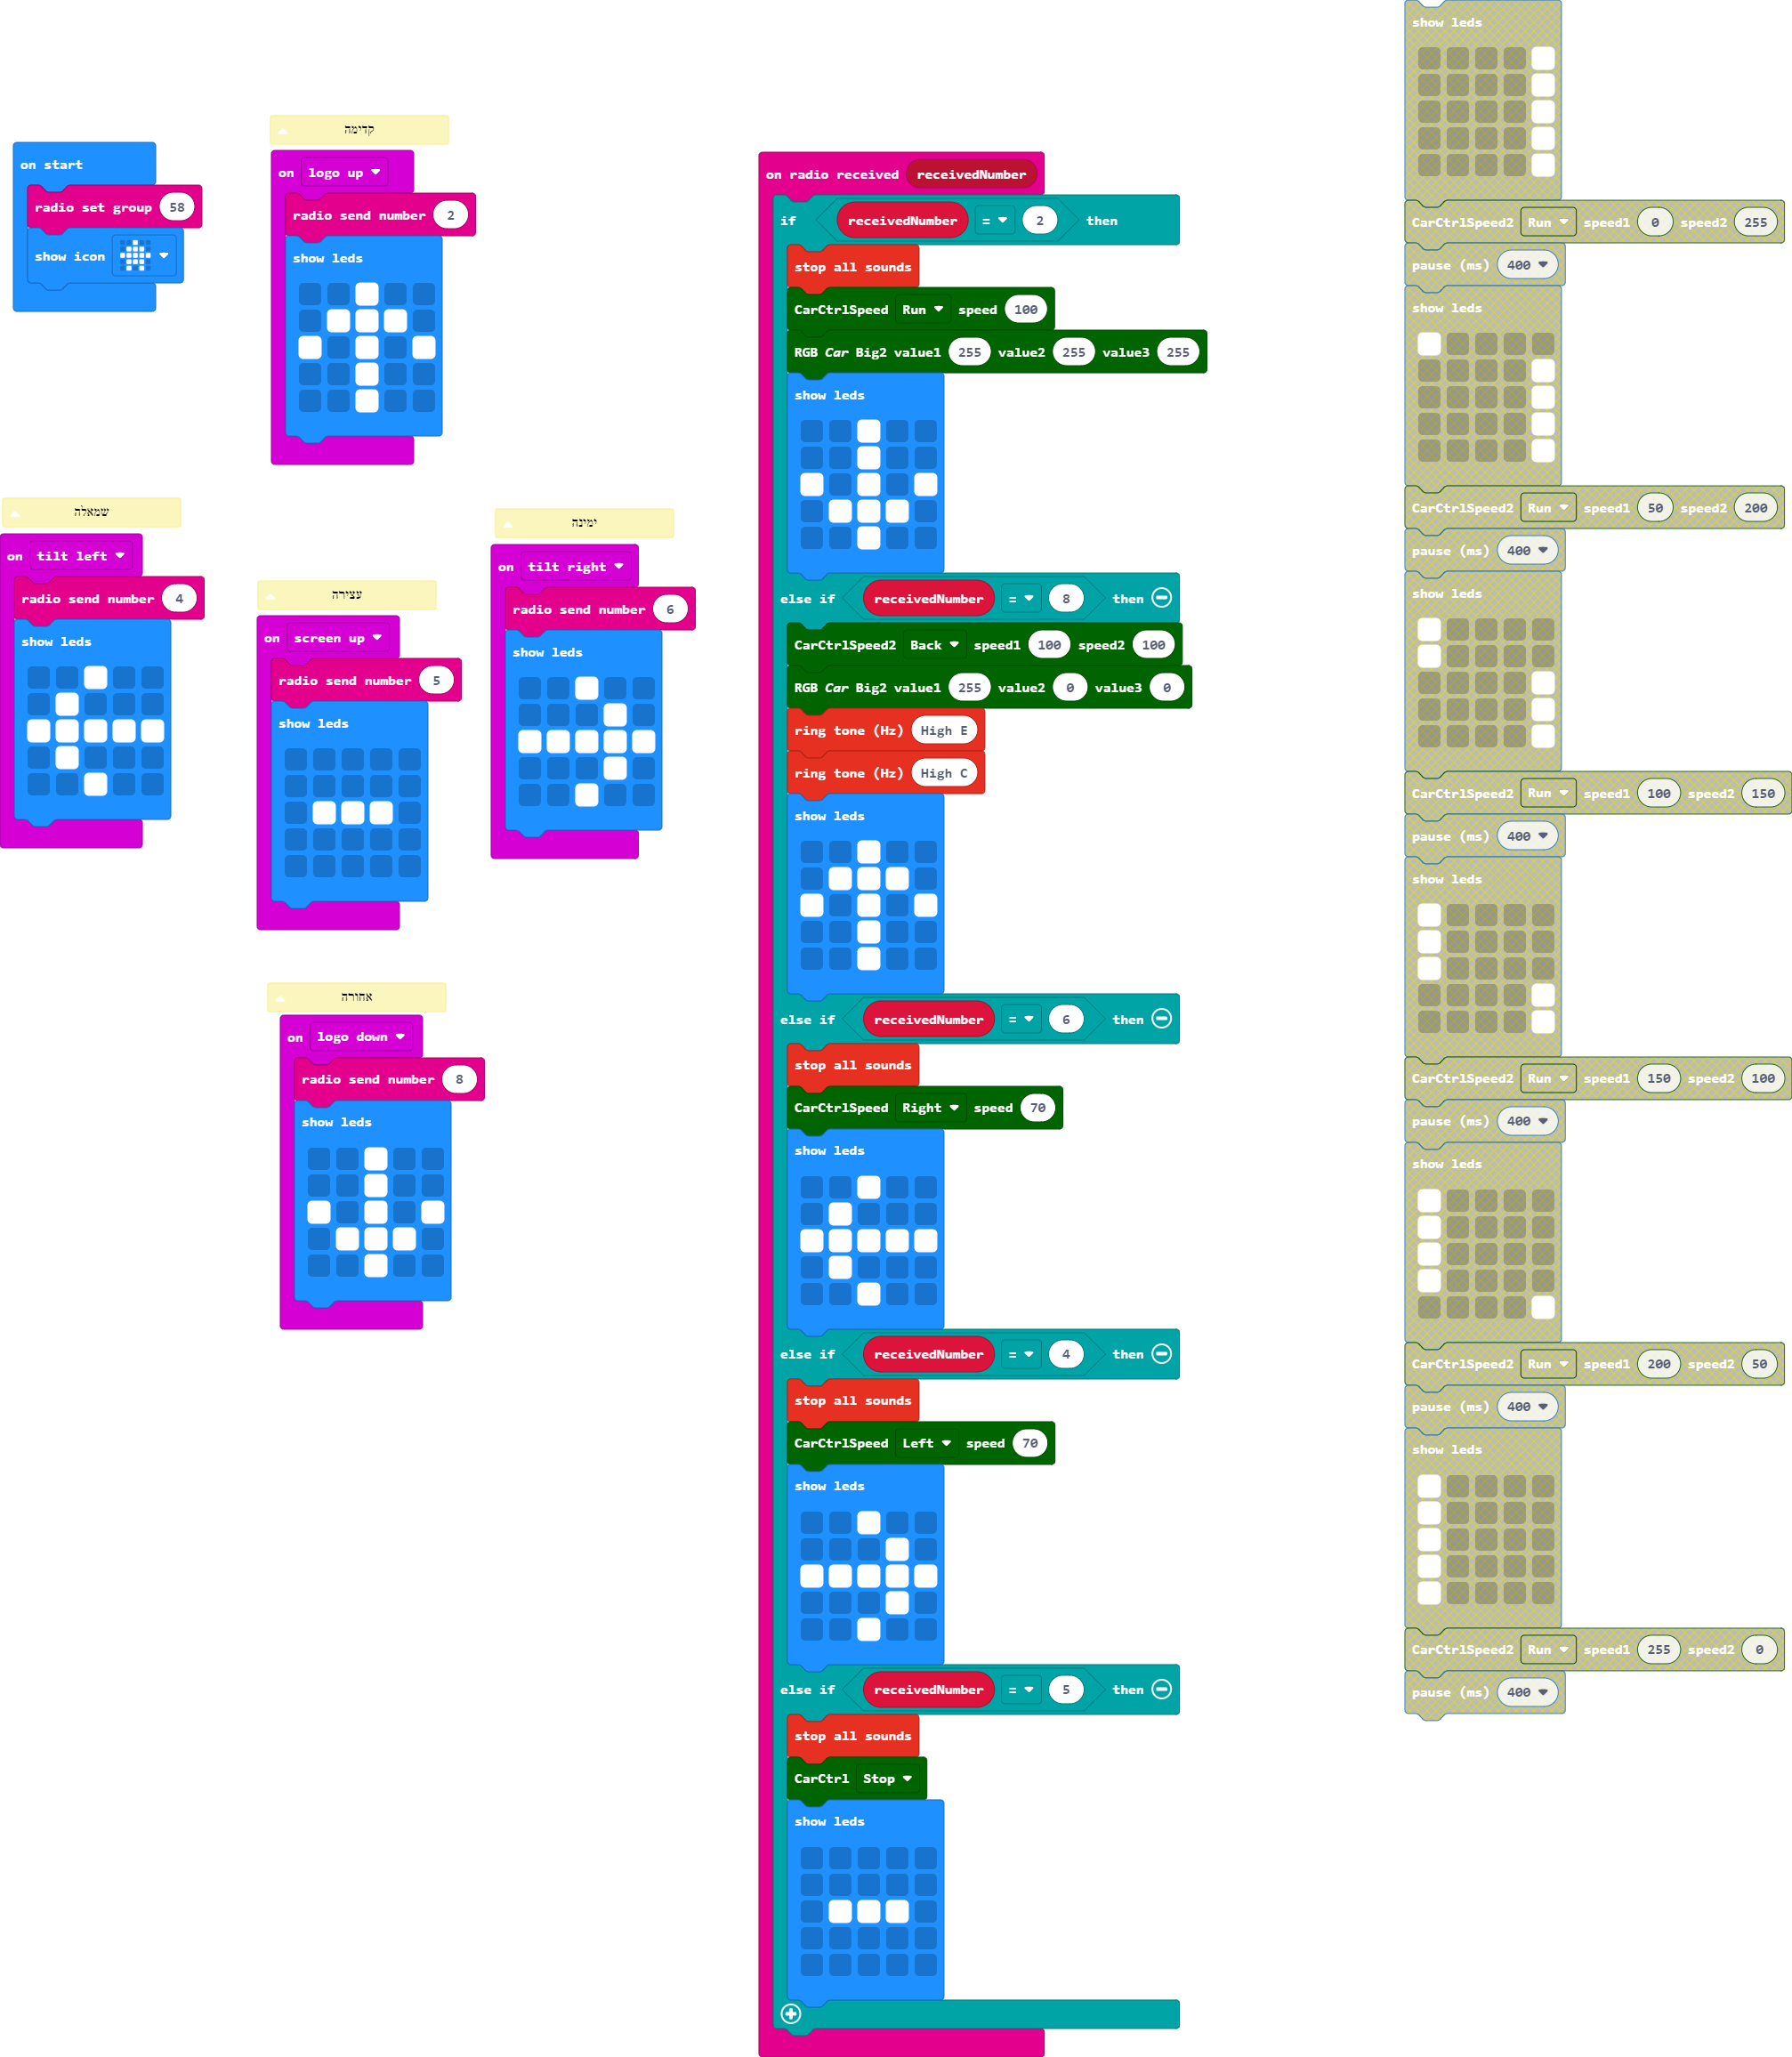 on start
radio set group 58
show icon
קדימה
on logo up
radio send number 2
show leds
שמאלה
on tilt left
radio send number 4
show leds
עצירה
on screen up
radio send number 5
show leds
ימינה
on tilt right
radio send number 6
show leds
אחורה
on logo down
radio send number 8
show leds
on radio received receivedNumber
if receivedNumber = 2 then
stop all sounds
CarCtrlSpeed Run speed 100
RGB Car Big2 value1 255 value2 255 value3 255
show leds
else if receivedNumber = 8 then
CarCtrlSpeed2 Back speed1 100 speed2 100
RGB Car Big2 value1 255 value2 0 value3 0
ring tone (Hz) High E
ring tone (Hz) High C
show leds
else if receivedNumber = 6 then
stop all sounds
CarCtrlSpeed Right speed 70
show leds
else if receivedNumber = 4 then
stop all sounds
CarCtrlSpeed Left speed 70
show leds
else if receivedNumber = 5 then
stop all sounds
CarCtrl Stop
show leds
show leds
CarCtrlSpeed2 Run speed1 0 speed2 255
pause (ms) 400
show leds
CarCtrlSpeed2 Run speed1 50 speed2 200
pause (ms) 400
show leds
CarCtrlSpeed2 Run speed1 100 speed2 150
pause (ms) 400
show leds
CarCtrlSpeed2 Run speed1 150 speed2 100
pause (ms) 400
show leds
CarCtrlSpeed2 Run speed1 200 speed2 50
pause (ms) 400
show leds
CarCtrlSpeed2 Run speed1 255 speed2 0
pause (ms) 400